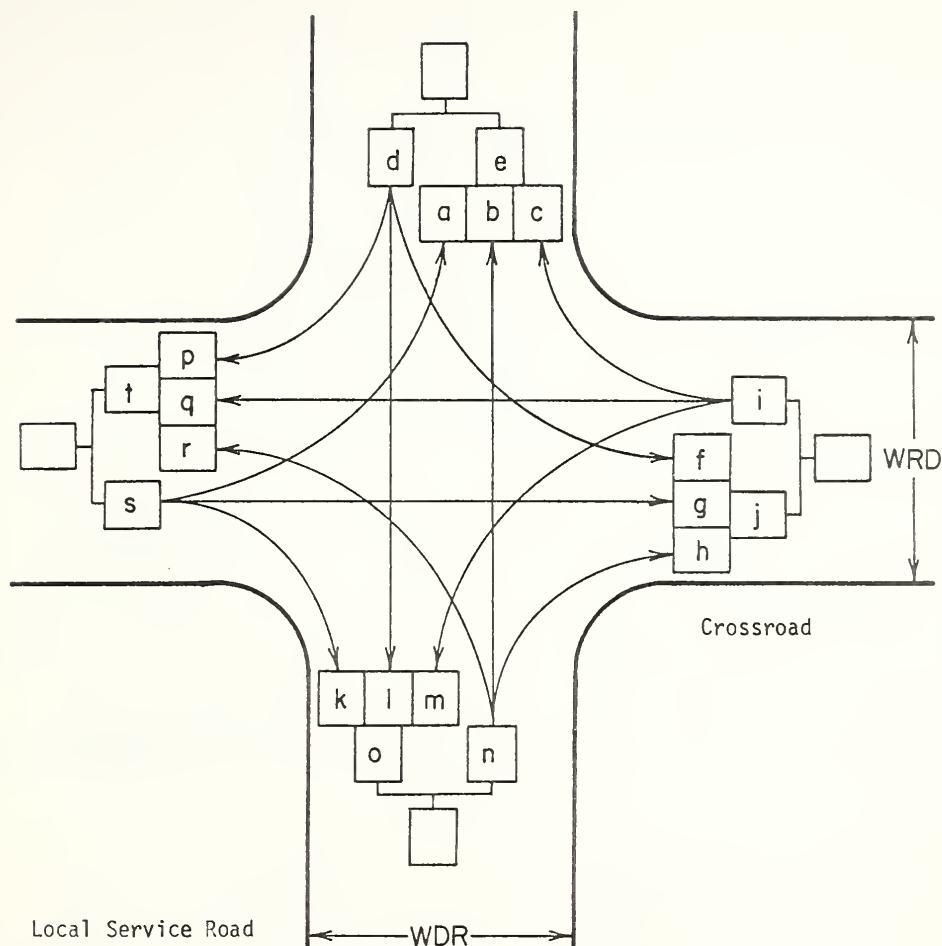 d e
a b c
p
t q i
r f WRD
s g j
h
Crossroad
k l m
o n
Local Service Road WDR